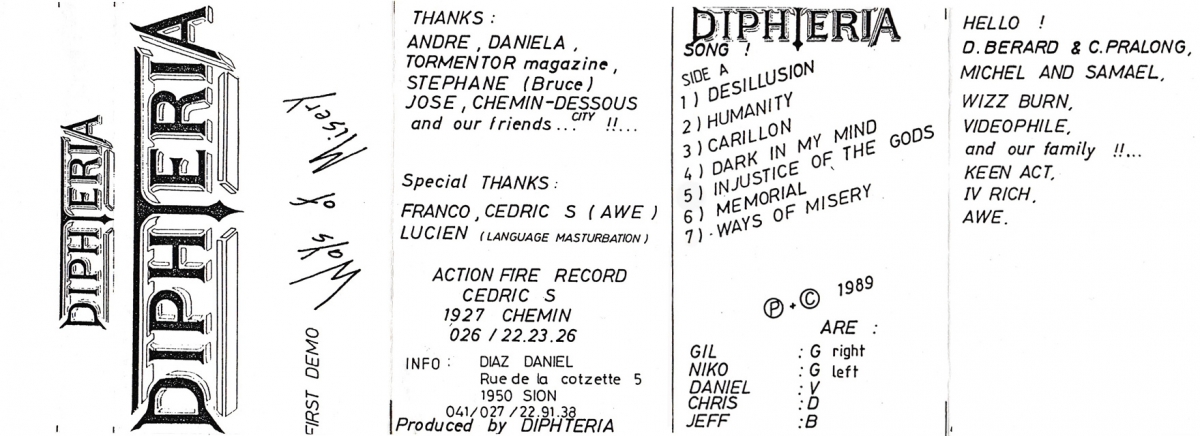 DIPHTERIA
DIPHTERIA
Ways of Misery
FIRST DEMO
THANKS :
ANDRE , DANIELA ,
TORMENTOR magazine ,
STEPHANE (Bruce)
JOSE , CHEMIN-DESSOUS
CITY
and our friends ... !!...
Special THANKS :
FRANCO , CEDRIC S ( AWE )
LUCIEN ( LANGUAGE MASTURBATION )
ACTION FIRE RECORD
CEDRIC S
1927 CHEMIN
026 / 22.23.26
INFO : DIAZ DANIEL
Rue de la cotzette 5
1950 SION
041/027 / 22.91.38
Produced by DIPHTERIA
DIPHTERIA
SONG !
SIDE A
1 ) DESILLUSION
2 ) HUMANITY
3 ) CARILLON
4 ) DARK IN MY MIND
5 ) INJUSTICE OF THE GODS
6 ) MEMORIAL
7 ) WAYS OF MISERY
Ⓟ + © 1989
ARE :
GIL : G right
NIKO : G left
DANIEL : V
CHRIS : D
JEFF : B
HELLO !
D. BERARD & C. PRALONG,
MICHEL AND SAMAEL,
WIZZ BURN,
VIDEOPHILE,
and our family !!...
KEEN ACT,
IV RICH,
AWE.